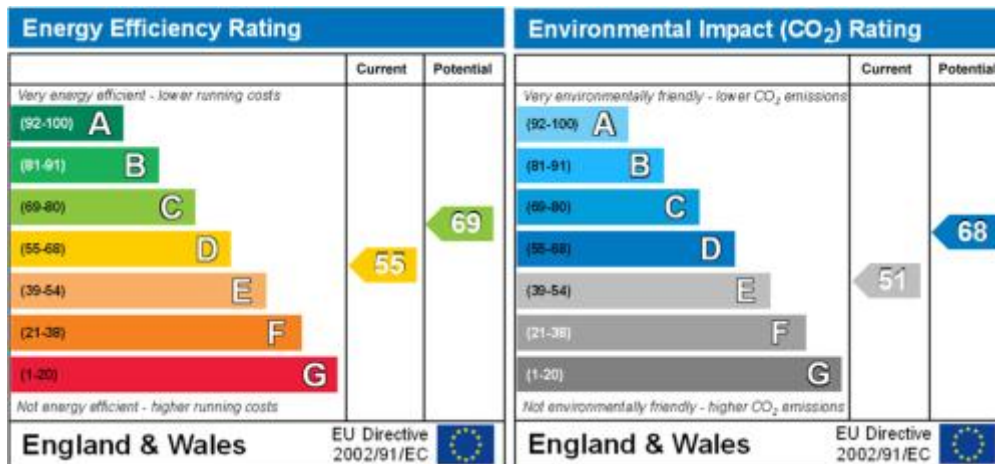 Energy Efficiency Rating
Current Potential
Very energy efficient - lower running costs
(92-100) A
(81-91) B
(69-80) C
69
(55-68) D
55
(39-54) E
(21-38) F
(1-20) G
Not energy efficient - higher running costs
England & Wales
EU Directive
2002/91/EC
Environmental Impact (CO2) Rating
Current Potential
Very environmentally friendly - lower CO2 emissions
(92-100) A
(81-91) B
(69-80) C
(55-68) D
68
(39-54) E
51
(21-38) F
(1-20) G
Not environmentally friendly - higher CO2 emissions
England & Wales
EU Directive
2002/91/EC